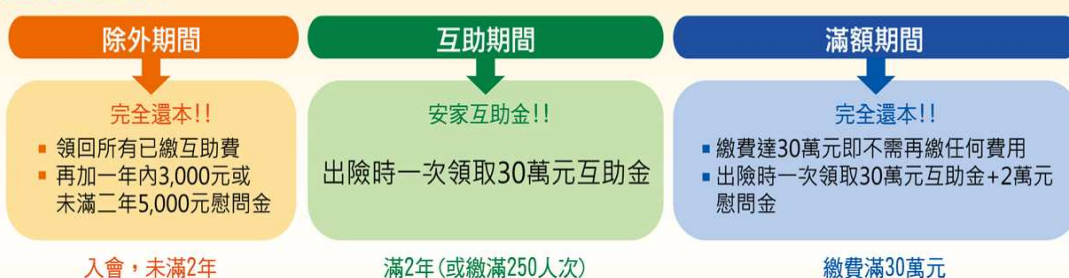 除外期間
完全還本!!
▪ 領回所有已繳互助費
▪ 再加一年內3,000元或
未滿二年5,000元慰問金
入會，未滿2年
互助期間
安家互助金!!
出險時一次領取30萬元互助金
滿2年(或繳滿250人次)
滿額期間
完全還本!!
▪ 繳費達30萬元即不需再繳任何費用
▪ 出險時一次領取30萬元互助金+2萬元
慰問金
繳費滿30萬元